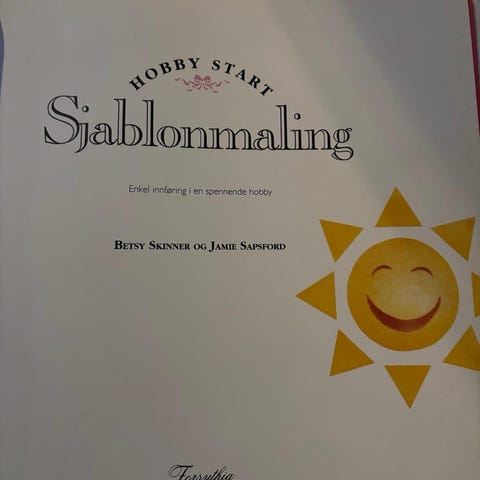 HOBBY START
Sjablonmaling
Enkel innføring i en spennende hobby
BETSY SKINNER OG JAMIE SAPSFORD
Forsythia